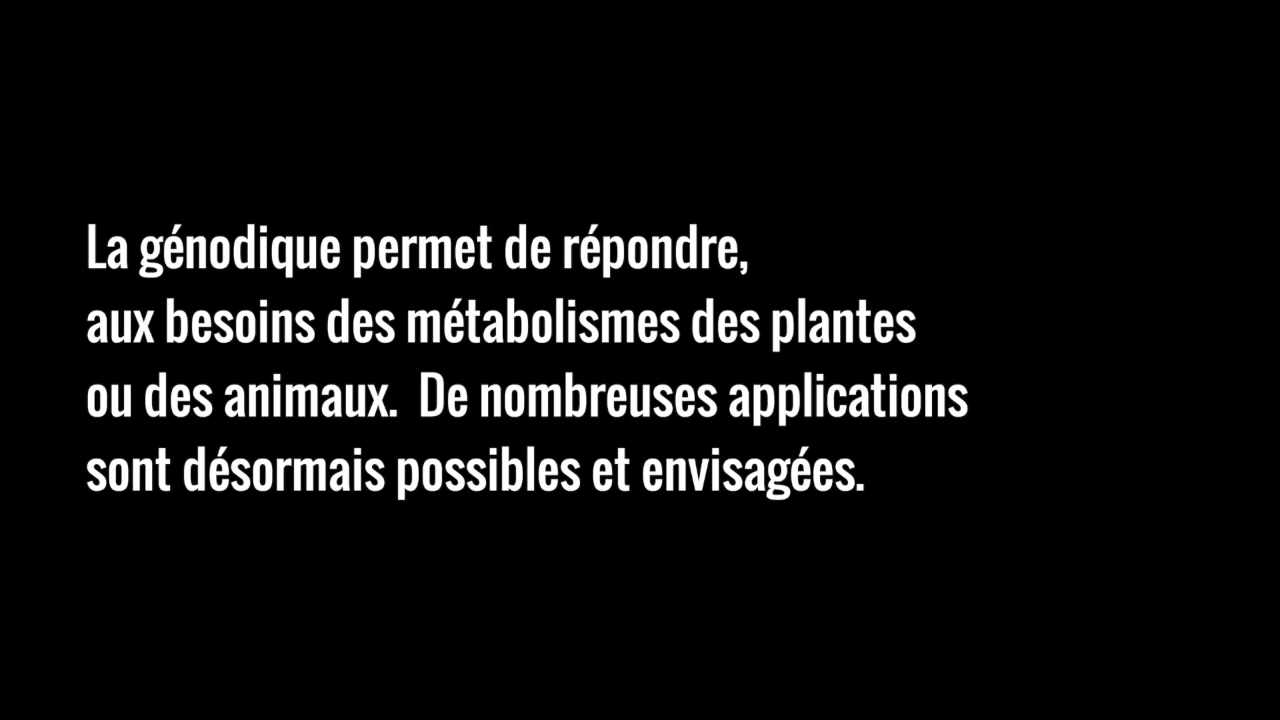 La génodique permet de répondre,
aux besoins des métabolismes des plantes
ou des animaux.  De nombreuses applications
sont désormais possibles et envisagées.